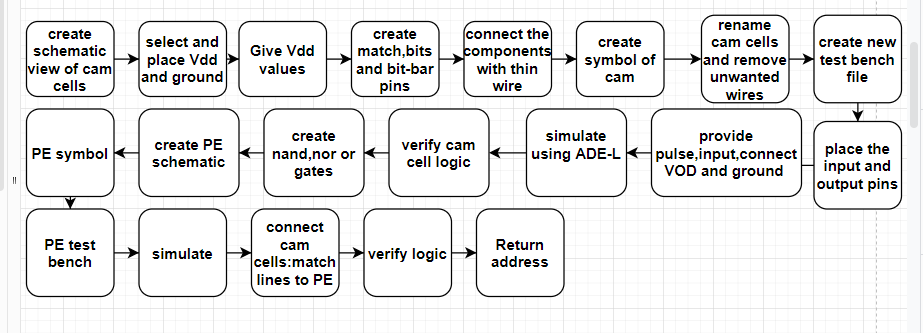 create
schematic
view of cam
cells
select and
place Vdd
and ground
Give Vdd
values
create
match,bits
and bit-bar
pins
connect the
components
with thin
wire
create
symbol of
cam
rename
cam cells
and remove
unwanted
wires
create new
test bench
file
place the
input and
output pins
provide
pulse,input,connect
VOD and ground
simulate
using ADE-L
verify cam
cell logic
create
nand,nor or
gates
create PE
schematic
PE symbol
PE test
bench
simulate
connect
cam
cells:match
lines to PE
verify logic
Return
address